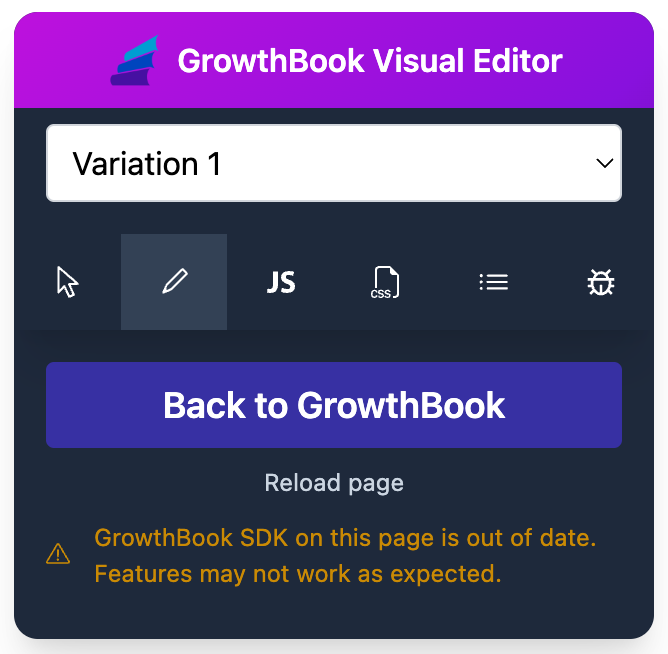 GrowthBook Visual Editor
Variation 1
JS
CSS
Back to GrowthBook
Reload page
GrowthBook SDK on this page is out of date.
Features may not work as expected.